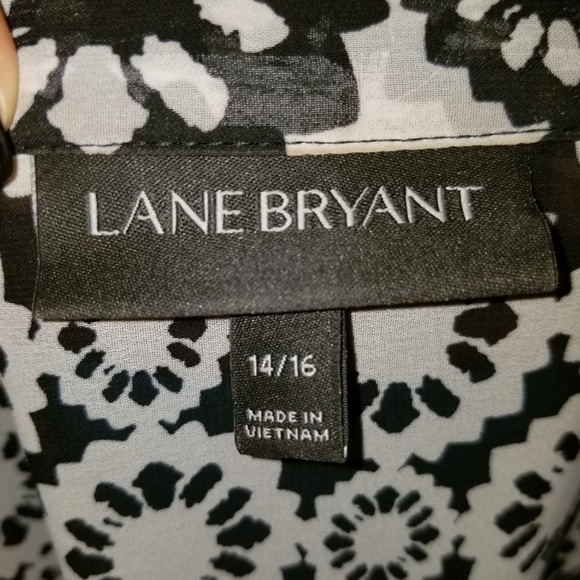 LANE BRYANT
14/16
MADE IN
VIETNAM